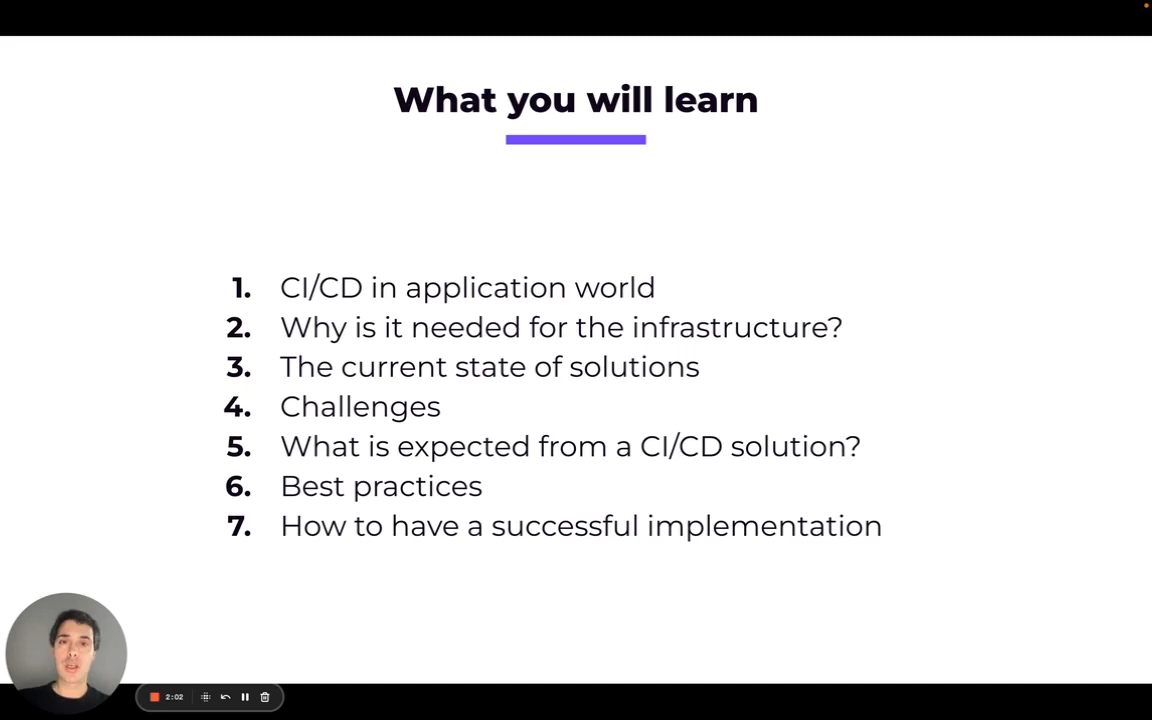 What you will learn
1. CI/CD in application world
2. Why is it needed for the infrastructure?
3. The current state of solutions
4. Challenges
5. What is expected from a CI/CD solution?
6. Best practices
7. How to have a successful implementation
2:02